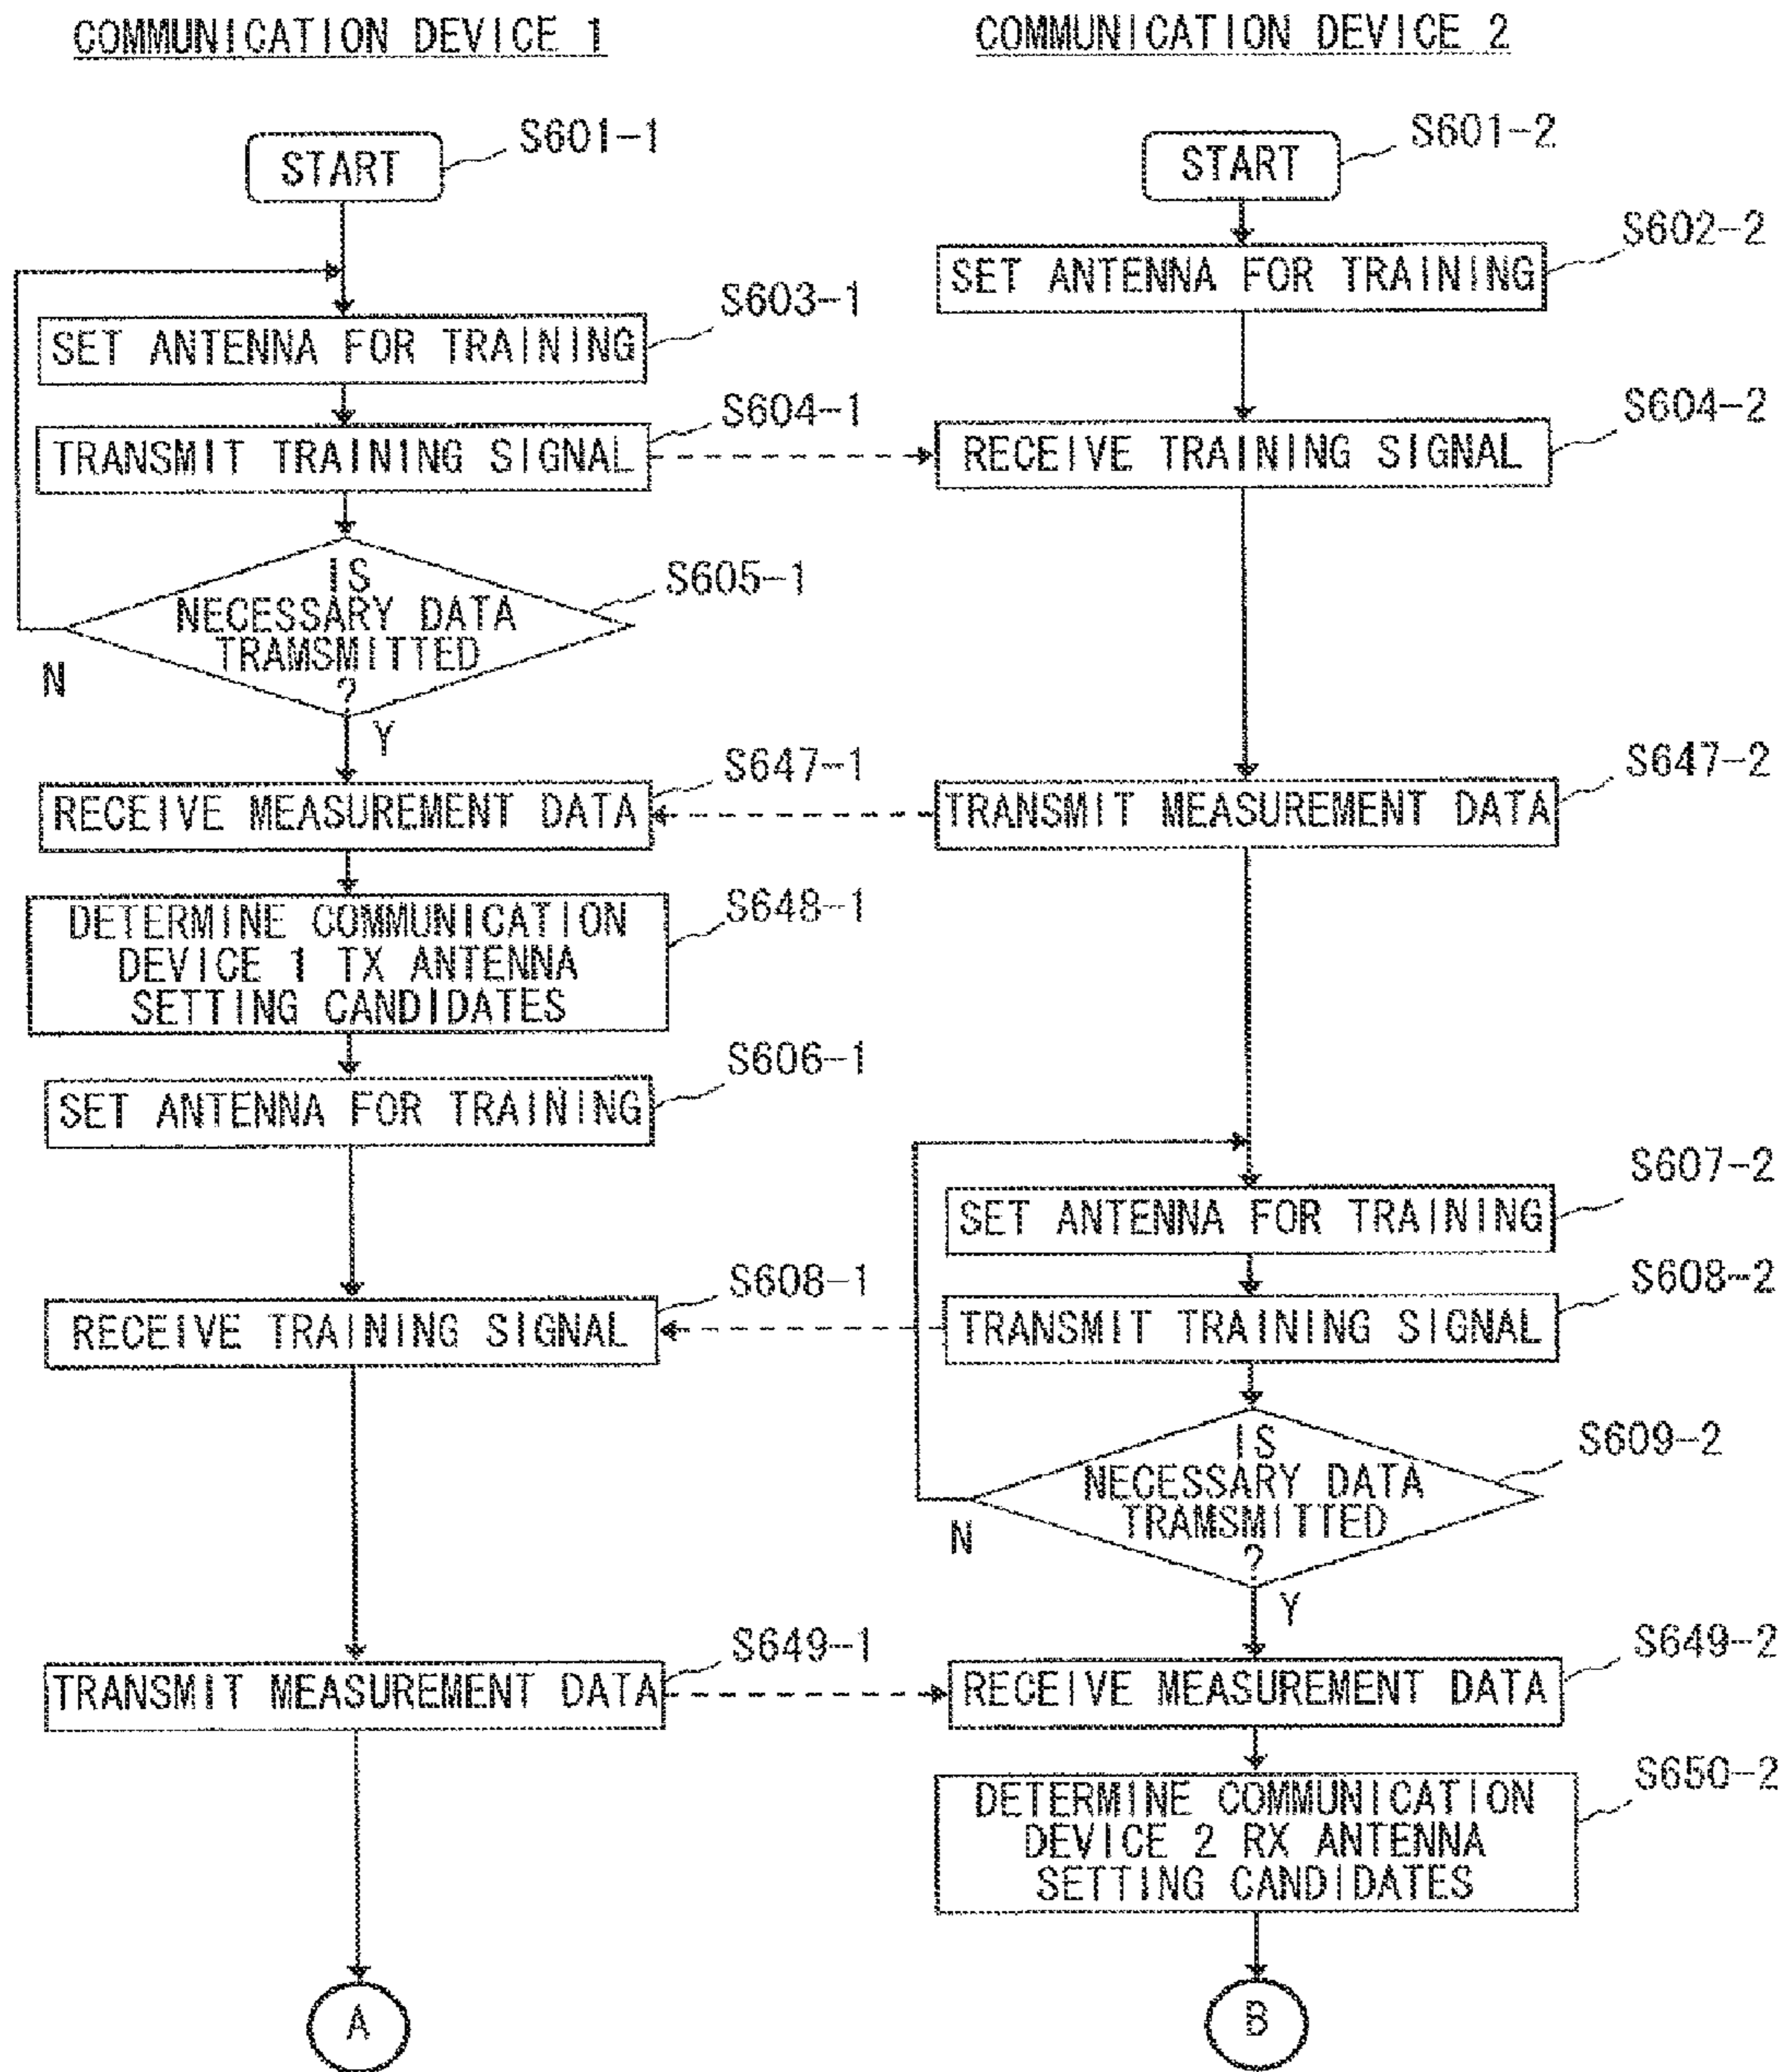 COMMUNICATION DEVICE 1
COMMUNICATION DEVICE 2
START
S601-1
START
S601-2
SET ANTENNA FOR TRAINING
S602-2
SET ANTENNA FOR TRAINING
S603-1
TRANSMIT TRAINING SIGNAL
S604-1
RECEIVE TRAINING SIGNAL
S604-2
IS
NECESSARY DATA
TRAMSMITTED
?
S605-1
N
Y
RECEIVE MEASUREMENT DATA
S647-1
TRANSMIT MEASUREMENT DATA
S647-2
DETERMINE COMMUNICATION
DEVICE 1 TX ANTENNA
SETTING CANDIDATES
S648-1
SET ANTENNA FOR TRAINING
S606-1
SET ANTENNA FOR TRAINING
S607-2
RECEIVE TRAINING SIGNAL
S608-1
TRANSMIT TRAINING SIGNAL
S608-2
IS
NECESSARY DATA
TRAMSMITTED
?
S609-2
N
Y
TRANSMIT MEASUREMENT DATA
S649-1
RECEIVE MEASUREMENT DATA
S649-2
DETERMINE COMMUNICATION
DEVICE 2 RX ANTENNA
SETTING CANDIDATES
S650-2
A
B